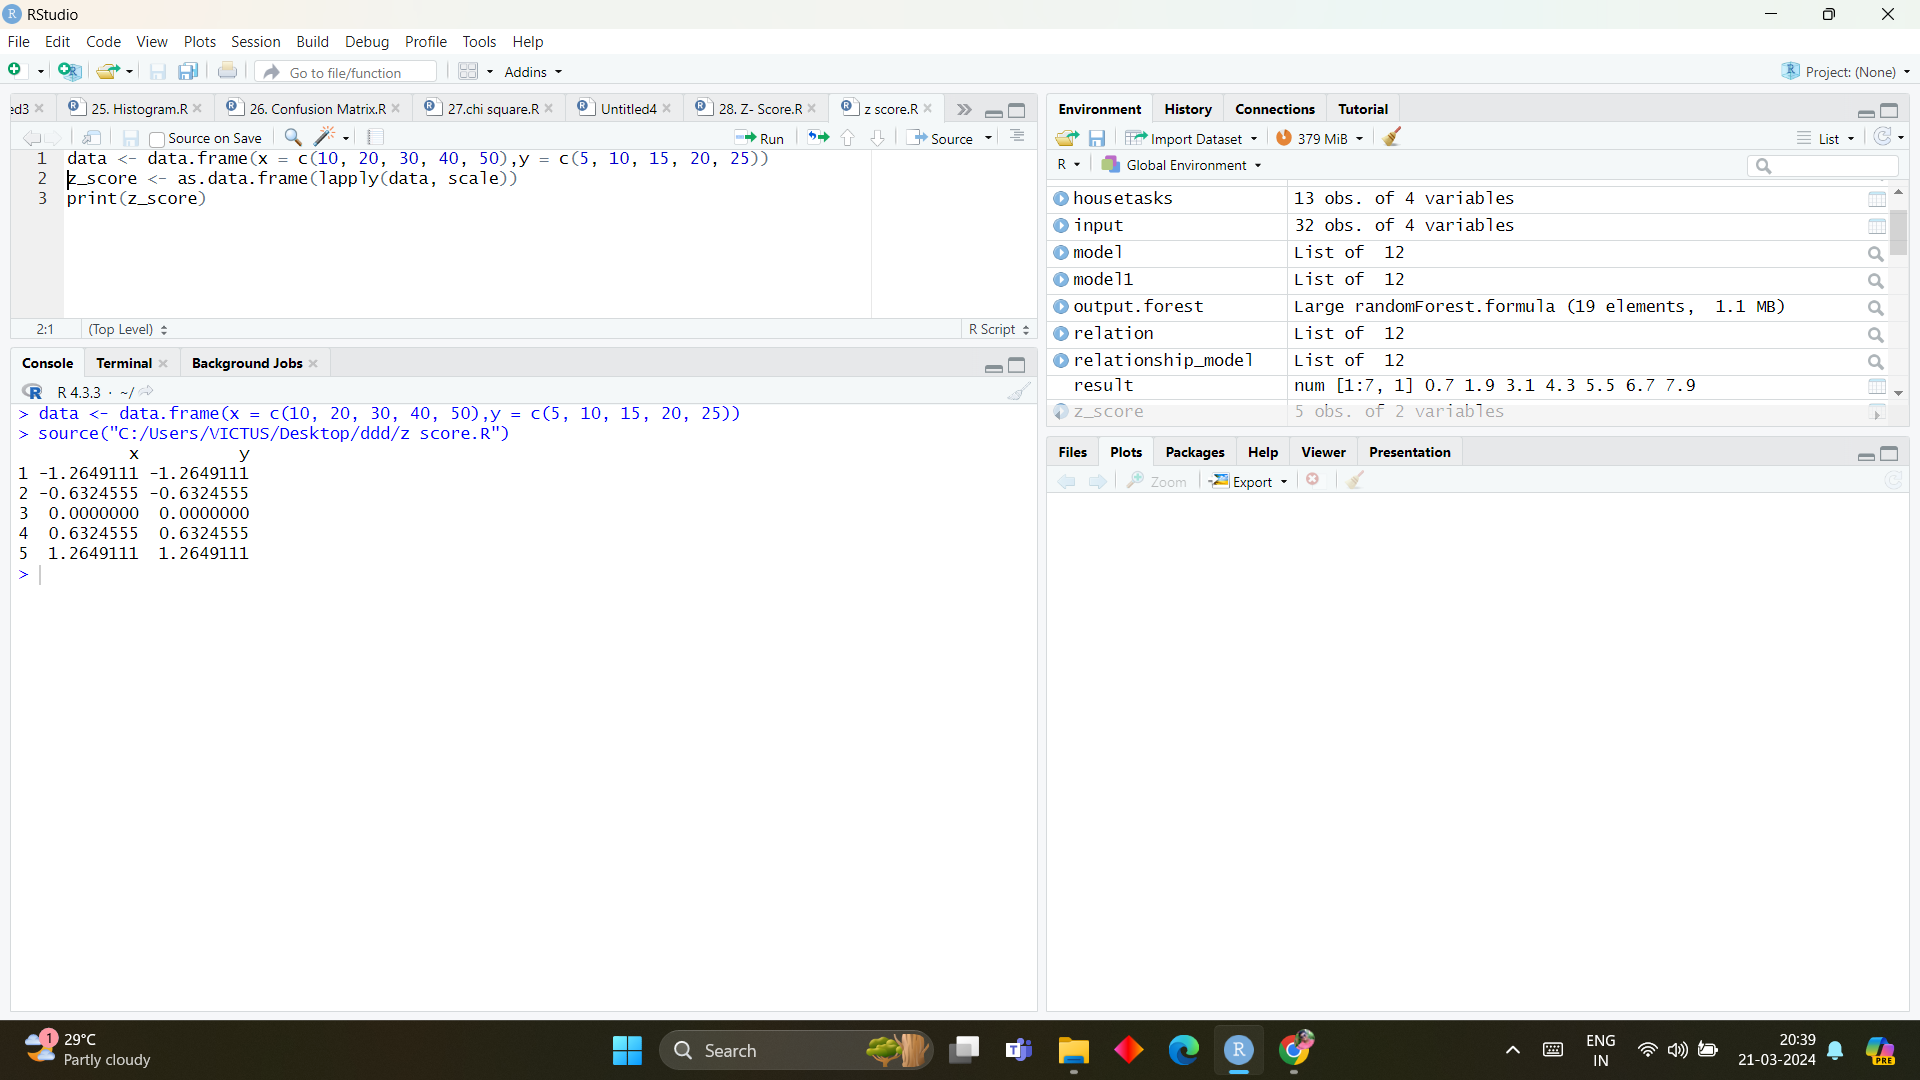 RStudio
File Edit Code View Plots Session Build Debug Profile Tools Help
Go to file/function Addins Project: (None)
ed3 25. Histogram.R 26. Confusion Matrix.R 27.chi square.R Untitled4 28. Z- Score.R z score.R
Source on Save Run Source
1 data <- data.frame(x = c(10, 20, 30, 40, 50),y = c(5, 10, 15, 20, 25))
2 z_score <- as.data.frame(lapply(data, scale))
3 print(z_score)
2:1 (Top Level) R Script
Console Terminal Background Jobs
R 4.3.3 · ~/
> data <- data.frame(x = c(10, 20, 30, 40, 50),y = c(5, 10, 15, 20, 25))
> source("C:/Users/VICTUS/Desktop/ddd/z score.R")
x y
1 -1.2649111 -1.2649111
2 -0.6324555 -0.6324555
3 0.0000000 0.0000000
4 0.6324555 0.6324555
5 1.2649111 1.2649111
>
Environment History Connections Tutorial
Import Dataset 379 MiB List
R Global Environment
housetasks 13 obs. of 4 variables
input 32 obs. of 4 variables
model List of 12
model1 List of 12
output.forest Large randomForest.formula (19 elements, 1.1 MB)
relation List of 12
relationship_model List of 12
result num [1:7, 1] 0.7 1.9 3.1 4.3 5.5 6.7 7.9
z_score 5 obs. of 2 variables
Files Plots Packages Help Viewer Presentation
Zoom Export
1 29°C
Partly cloudy
Search
ENG
IN
20:39
21-03-2024
PRE